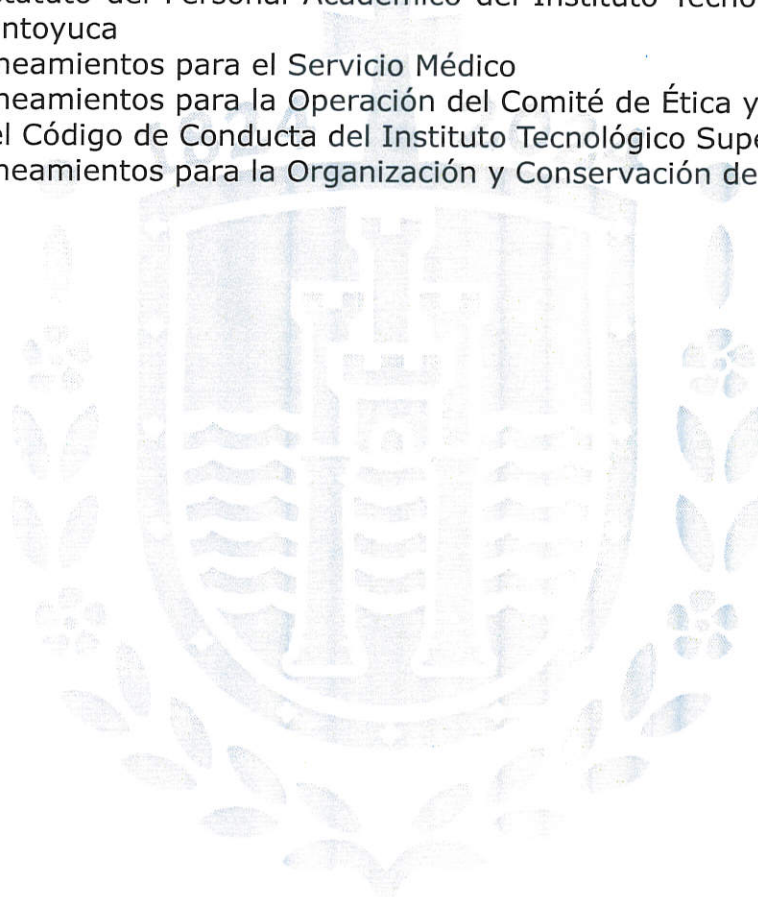 tatuto del Personal Académico del Instituto Tecno
ntoyuca
neamientos para el Servicio Médico
neamientos para la Operación del Comité de Ética y
el Código de Conducta del Instituto Tecnológico Supe
neamientos para la Organización y Conservación de